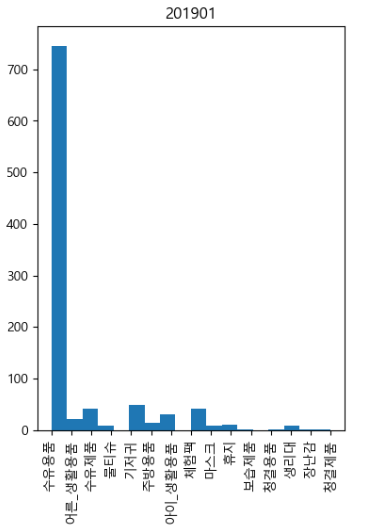 201901
700
600
500
400
300
200
100
0
수유용품
어른_생활용품
수유제품
물티슈
기저귀
주방용품
아이_생활용품
체험팩
마스크
휴지
보습제품
청결용품
생리대
장난감
청결제품